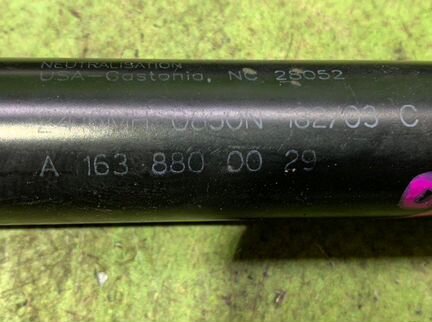 NEUTRALISATION
USA-Gastonia, NC 28052
0830N 182/03 C
A 163 880 00 29